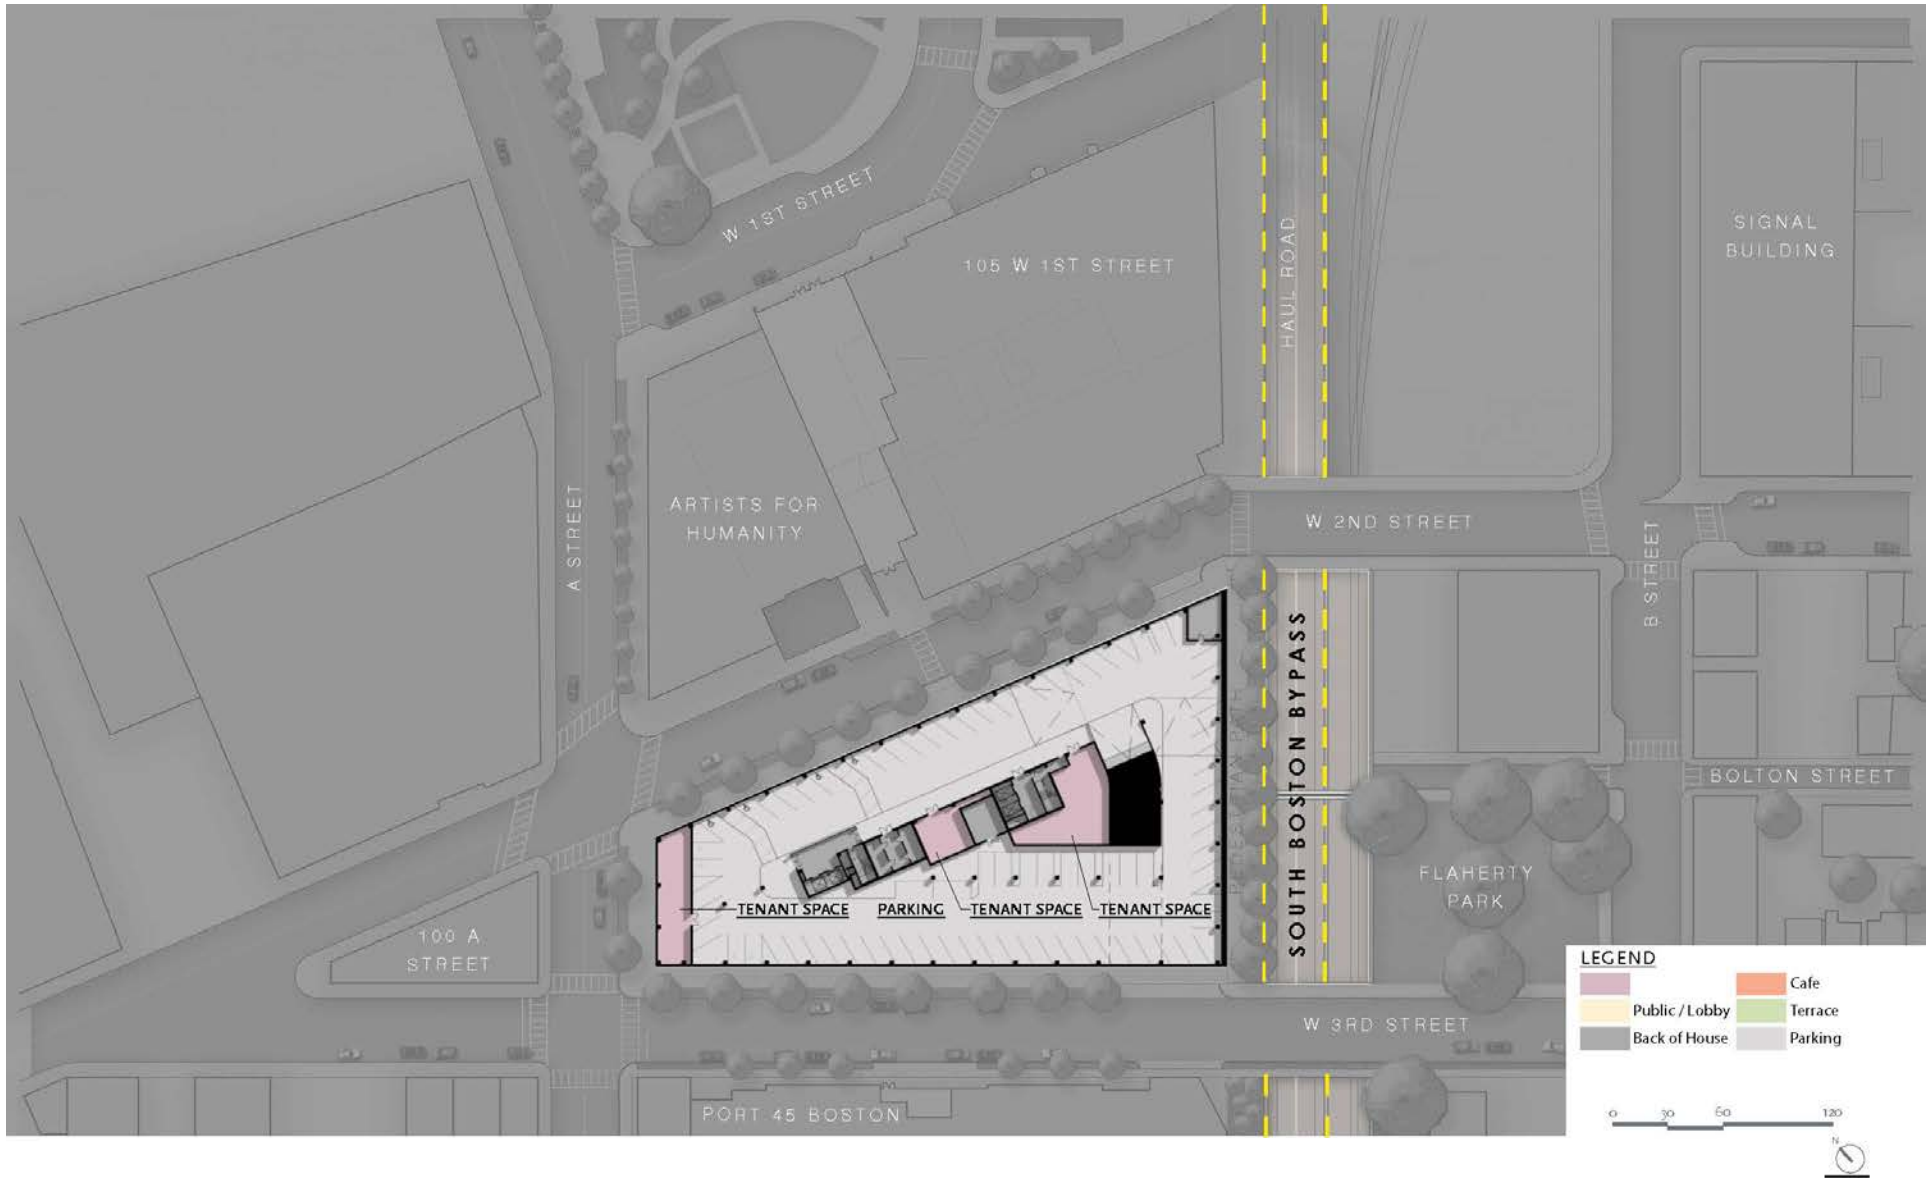 W 1ST STREET
105 W 1ST STREET
HAUL ROAD
SIGNAL
BUILDING
A STREET
ARTISTS FOR
HUMANITY
W 2ND STREET
B STREET
SOUTH BOSTON BYPASS
BOLTON STREET
FLAHERTY
PARK
TENANT SPACE
PARKING
TENANT SPACE
TENANT SPACE
100 A
STREET
W 3RD STREET
PORT 45 BOSTON
LEGEND
Cafe
Public / Lobby
Terrace
Back of House
Parking
0 30 60 120
N